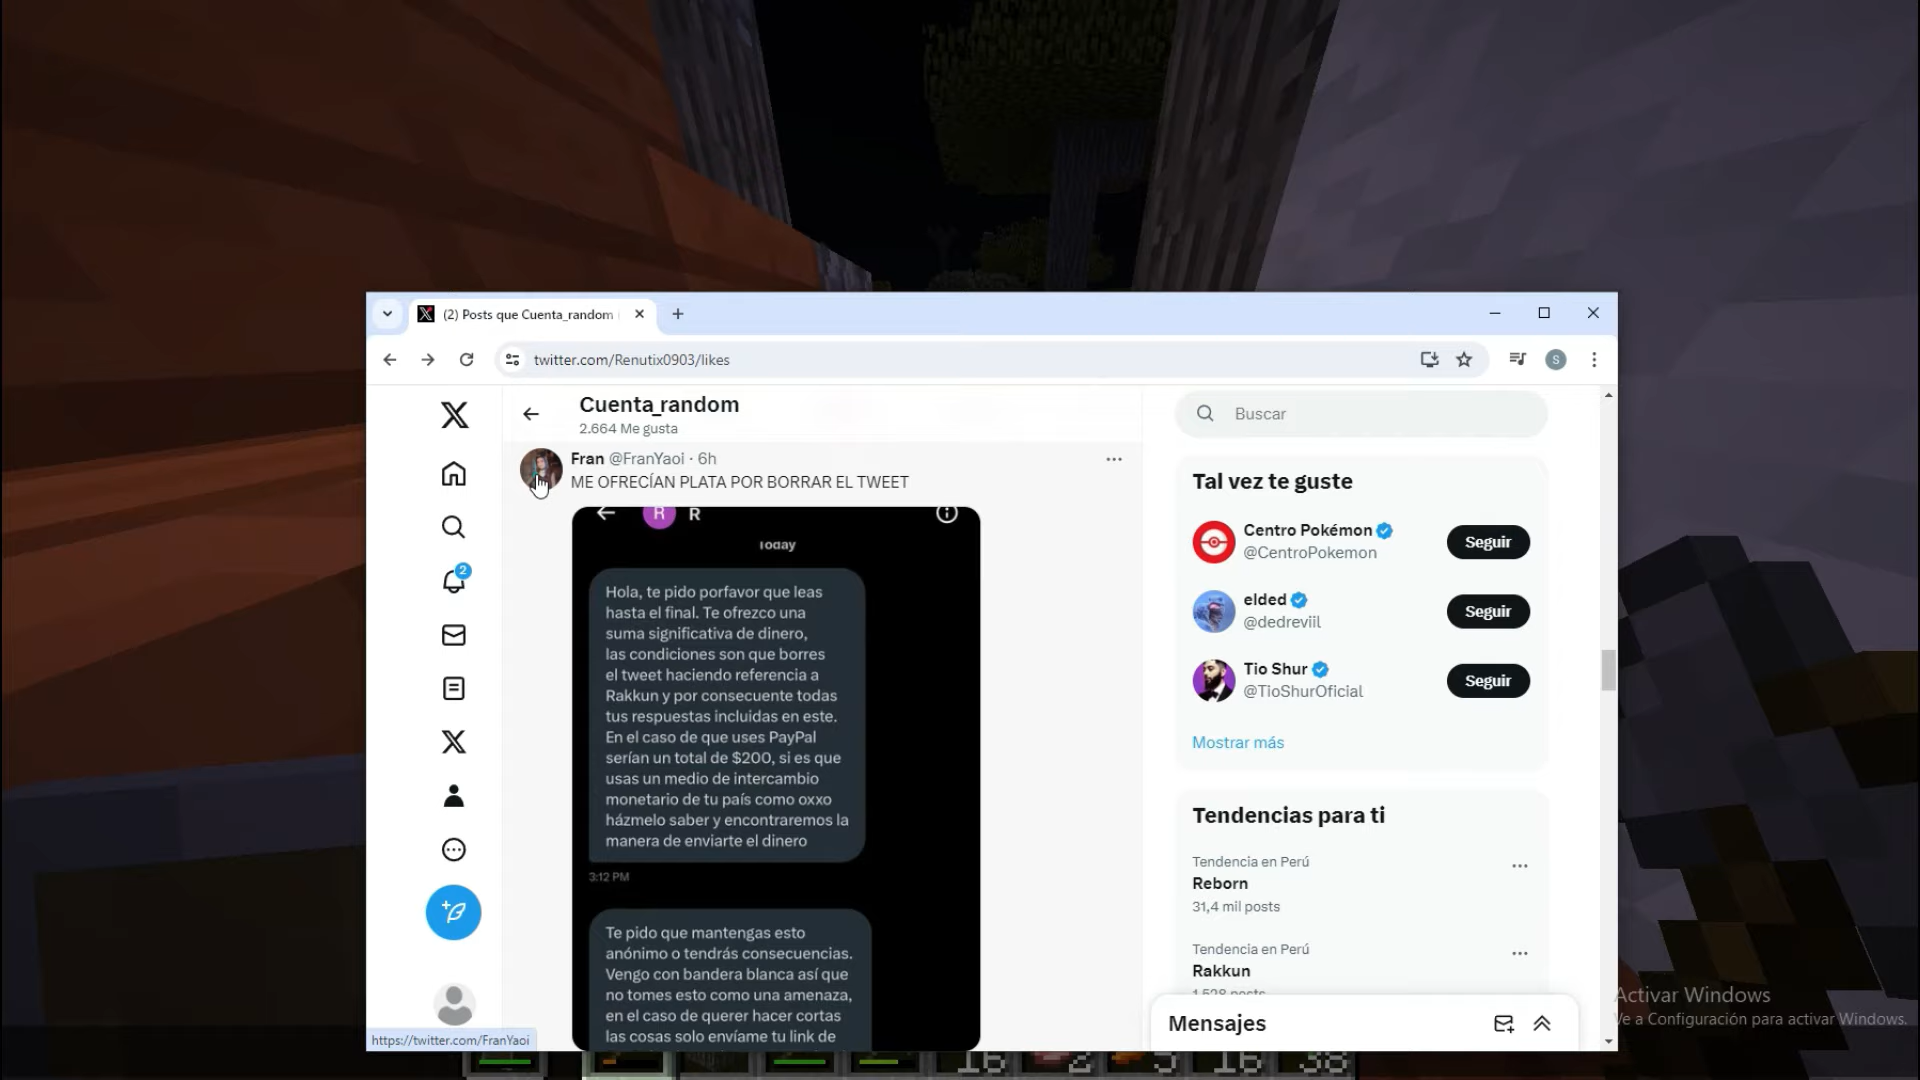 (2) Posts que Cuenta_random
twitter.com/Renutix0903/likes
S
Cuenta_random
2.664 Me gusta
Buscar
Fran @FranYaoi · 6h
ME OFRECÍAN PLATA POR BORRAR EL TWEET
R R
Today
Hola, te pido porfavor que leas
hasta el final. Te ofrezco una
suma significativa de dinero,
las condiciones son que borres
el tweet haciendo referencia a
Rakkun y por consecuente todas
tus respuestas incluidas en este.
En el caso de que uses PayPal
serían un total de $200, si es que
usas un medio de intercambio
monetario de tu país como oxxo
házmelo saber y encontraremos la
manera de enviarte el dinero
3:12 PM
Te pido que mantengas esto
anónimo o tendrás consecuencias.
Vengo con bandera blanca así que
no tomes esto como una amenaza,
en el caso de querer hacer cortas
las cosas solo envíame tu link de
2
Tal vez te guste
Centro Pokémon
@CentroPokemon
Seguir
elded
@dedreviil
Seguir
Tio Shur
@TioShurOficial
Seguir
Mostrar más
Tendencias para ti
Tendencia en Perú
Reborn
31,4 mil posts
Tendencia en Perú
Rakkun
1.528 posts
Mensajes
https://twitter.com/FranYaoi
Activar Windows
Ve a Configuración para activar Windows.
16 2 5 16 38